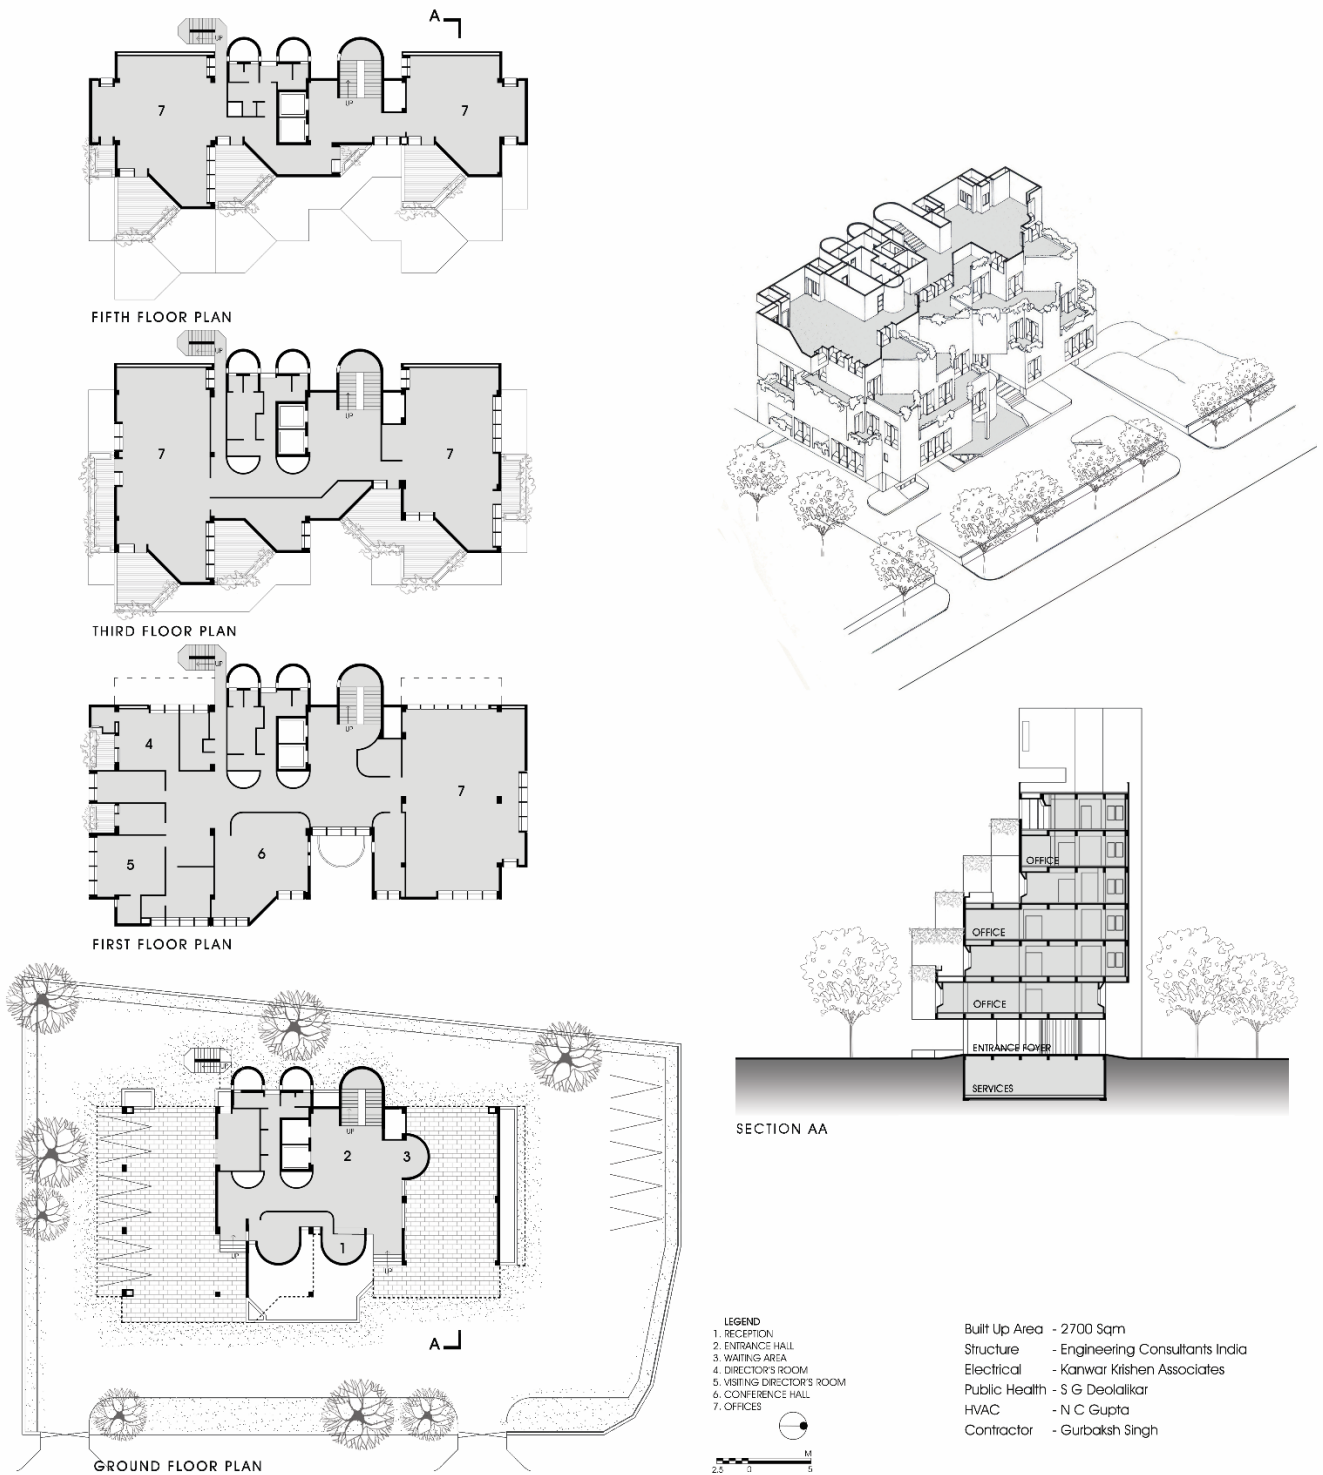 A
UP
UP
7
7
FIFTH FLOOR PLAN
UP
UP
7
7
THIRD FLOOR PLAN
UP
UP
4
7
5
6
FIRST FLOOR PLAN
UP
UP
2
3
1
UP
UP
A
GROUND FLOOR PLAN
OFFICE
OFFICE
OFFICE
ENTRANCE FOYER
SERVICES
SECTION AA
LEGEND
1. RECEPTION
2. ENTRANCE HALL
3. WAITING AREA
4. DIRECTOR'S ROOM
5. VISITING DIRECTOR'S ROOM
6. CONFERENCE HALL
7. OFFICES
M
2.5 0 5
Built Up Area - 2700 Sqm
Structure - Engineering Consultants India
Electrical - Kanwar Krishen Associates
Public Health - S G Deolalikar
HVAC - N C Gupta
Contractor - Gurbaksh Singh